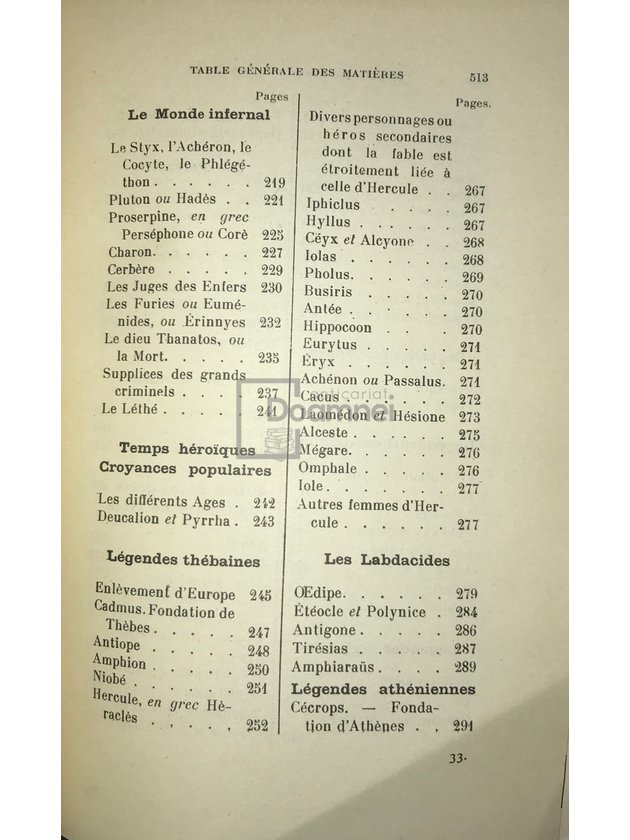 TABLE GÉNÉRALE DES MATIÈRES 513
Pages
Le Monde infernal
Le Styx, l'Achéron, le
Cocyte, le Phlégé-
thon . . . . . . 219
Pluton ou Hadès . . 221
Proserpine, en grec
Perséphone ou Corè 225
Charon. . . . . . 227
Cerbère . . . . . 229
Les Juges des Enfers 230
Les Furies ou Eumé-
nides, ou Érinnyes 232
Le dieu Thanatos, ou
la Mort. . . . . 235
Supplices des grands
criminels . . . . 237
Le Léthé . . . . . 241
Temps héroïques
Croyances populaires
Les différents Ages . 242
Deucalion et Pyrrha . 243
Légendes thébaines
Enlèvement d'Europe 245
Cadmus. Fondation de
Thèbes . . . . . 247
Antiope . . . . . 248
Amphion . . . . . 250
Niobé . . . . . . 251
Hercule, en grec Hè-
raclès . . . . , 252
Pages.
Divers personnages ou
héros secondaires
dont la fable est
étroitement liée à
celle d'Hercule . . 267
Iphiclus . . . . . 267
Hyllus . . . . . 267
Céyx et Alcyone . . 268
Iolas . . . . . . 268
Pholus. . . . . . 269
Busiris . . . . . 270
Antée . . . . . . 270
Hippocoon . . . 270
Eurytus . . . . . 271
Éryx . . . . . . 271
Achénon ou Passalus. 271
Cacus . . . . . . 272
Laomédon et Hésione 273
Alceste . . . . . 275
Mégare. . . . . . 276
Omphale . . . . . 276
Iole. . . . . . . 277
Autres femmes d'Her-
cule . . . . . . 277
Les Labdacides
Œdipe. . . . . . 279
Étéocle et Polynice . 284
Antigone . . . . . 286
Tirésias . . . . . 287
Amphiaraüs . . . . 289
Légendes athéniennes
Cécrops. — Fonda-
tion d'Athènes . , 291
33.
anticariat
Doamnei